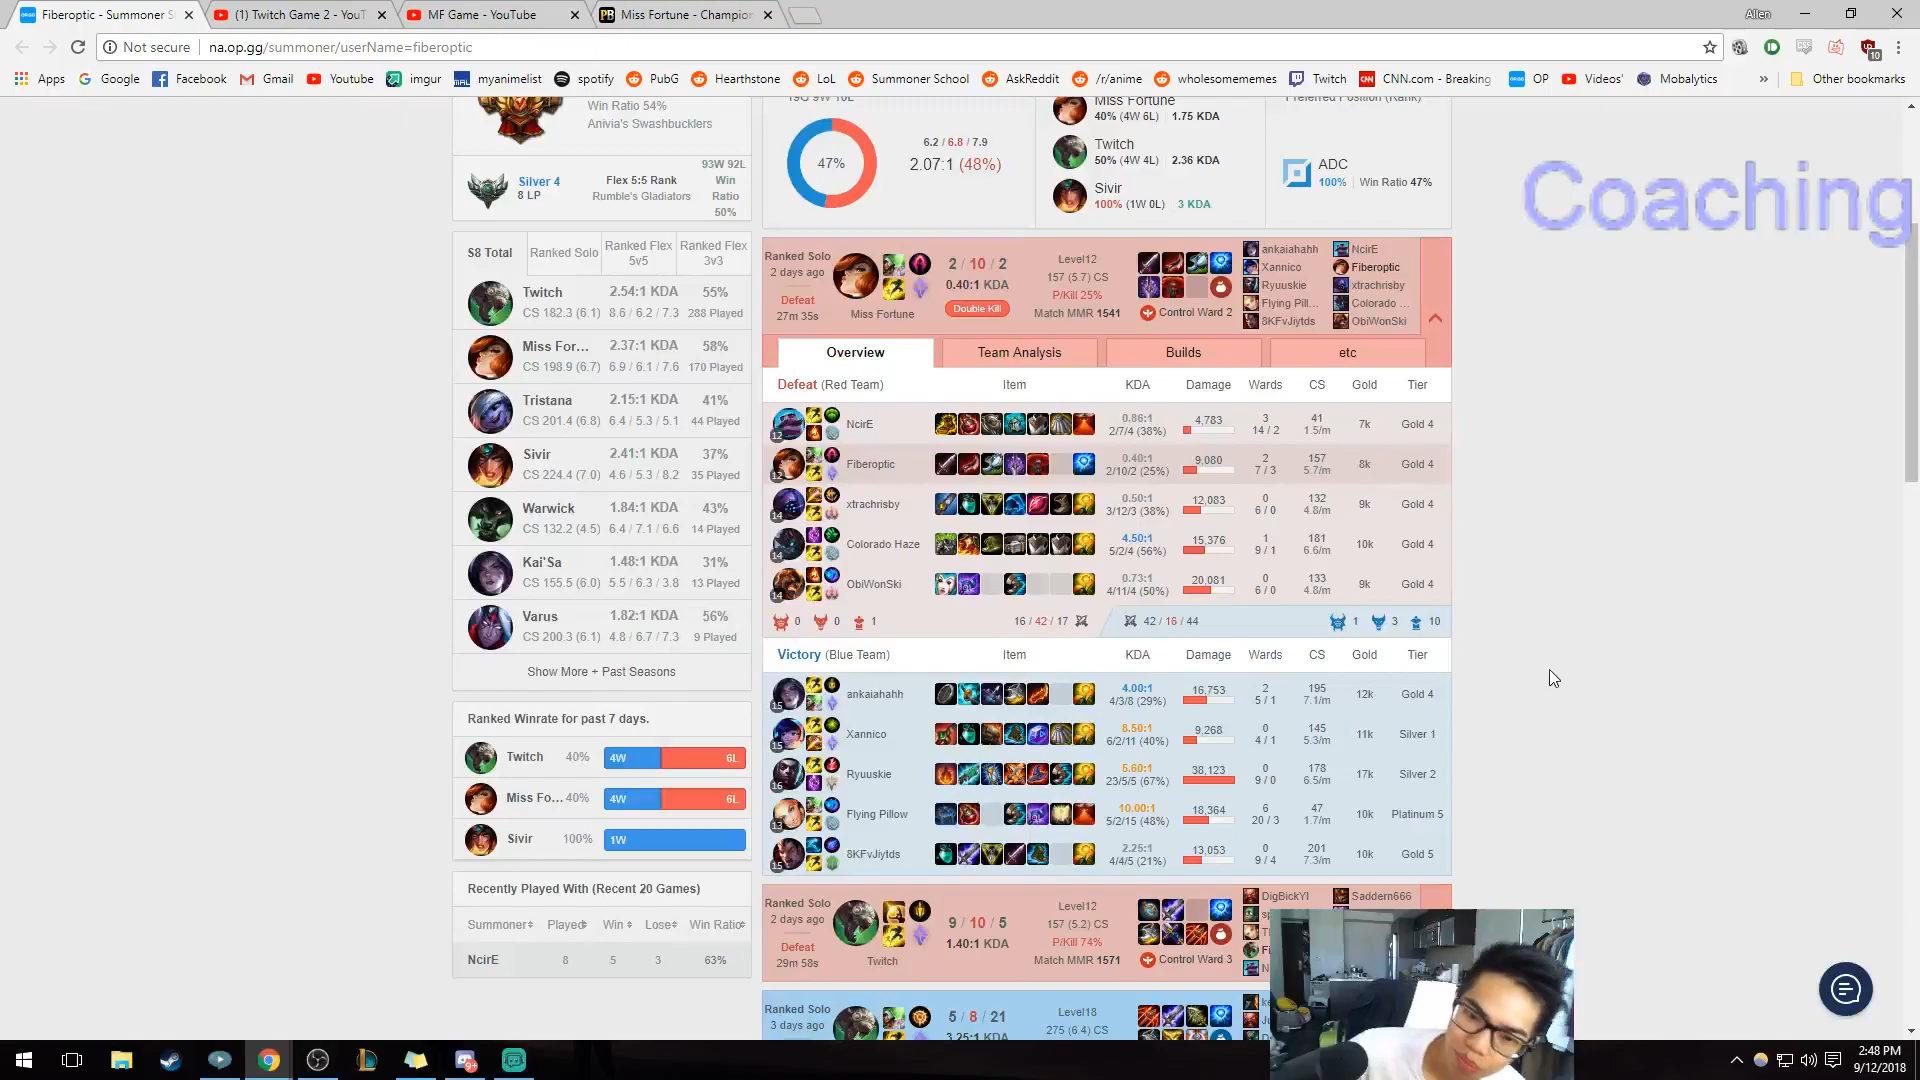 Fiberoptic - Summoner S
(1) Twitch Game 2 - YouT
MF Game - YouTube
Miss Fortune - Champion
Allen
Not secure
na.op.gg/summoner/userName=fiberoptic
Apps Google Facebook Gmail Youtube imgur myanimelist spotify PubG Hearthstone LoL Summoner School AskReddit /r/anime wholesomememes Twitch CNN.com - Breaking OP Videos' Mobalytics » Other bookmarks
Win Ratio 54%
Anivia's Swashbucklers
Silver 4
8 LP
Flex 5:5 Rank
Rumble's Gladiators
93W 92L
Win
Ratio
50%
S8 Total Ranked Solo Ranked Flex 5v5 Ranked Flex 3v3
Twitch 2.54:1 KDA 55%
CS 182.3 (6.1) 8.6 / 6.2 / 7.3 288 Played
Miss For... 2.37:1 KDA 58%
CS 198.9 (6.7) 6.9 / 6.1 / 7.6 170 Played
Tristana 2.15:1 KDA 41%
CS 201.4 (6.8) 6.4 / 5.3 / 5.1 44 Played
Sivir 2.41:1 KDA 37%
CS 224.4 (7.0) 4.6 / 5.3 / 8.2 35 Played
Warwick 1.84:1 KDA 43%
CS 132.2 (4.5) 6.4 / 7.1 / 6.6 14 Played
Kai'Sa 1.48:1 KDA 31%
CS 155.5 (6.0) 5.5 / 6.3 / 3.8 13 Played
Varus 1.82:1 KDA 56%
CS 200.3 (6.1) 4.8 / 6.7 / 7.3 9 Played
Show More + Past Seasons
Ranked Winrate for past 7 days.
Twitch 40% 4W 6L
Miss Fo... 40% 4W 6L
Sivir 100% 1W
Recently Played With (Recent 20 Games)
Summoner Played Win Lose Win Ratio
NcirE 8 5 3 63%
19G 9W 10L
47%
6.2 / 6.8 / 7.9
2.07:1 (48%)
Miss Fortune
40% (4W 6L) 1.75 KDA
Twitch
50% (4W 4L) 2.36 KDA
Sivir
100% (1W 0L) 3 KDA
Preferred Position (Rank)
ADC
100% Win Ratio 47%
Coaching
Ranked Solo
2 days ago
Defeat
27m 35s
Miss Fortune
2 / 10 / 2
0.40:1 KDA
Double Kill
Level12
157 (5.7) CS
P/Kill 25%
Match MMR 1541
Control Ward 2
ankaiahahh NcirE
Xannico Fiberoptic
Ryuuskie xtrachrisby
Flying Pill... Colorado ...
8KFvJiytds ObiWonSki
Overview Team Analysis Builds etc
Defeat (Red Team) Item KDA Damage Wards CS Gold Tier
12 NcirE 0.86:1 2/7/4 (38%) 4,783 3 14 / 2 41 1.5/m 7k Gold 4
12 Fiberoptic 0.40:1 2/10/2 (25%) 9,080 2 7 / 3 157 5.7/m 8k Gold 4
14 xtrachrisby 0.50:1 3/12/3 (38%) 12,083 0 6 / 0 132 4.8/m 9k Gold 4
14 Colorado Haze 4.50:1 5/2/4 (56%) 15,376 1 9 / 1 181 6.6/m 10k Gold 4
14 ObiWonSki 0.73:1 4/11/4 (50%) 20,081 0 6 / 0 133 4.8/m 9k Gold 4
0 0 1 16 / 42 / 17 42 / 16 / 44 1 3 10
Victory (Blue Team) Item KDA Damage Wards CS Gold Tier
15 ankaiahahh 4.00:1 4/3/8 (29%) 16,753 2 5 / 1 195 7.1/m 12k Gold 4
15 Xannico 8.50:1 6/2/11 (40%) 9,268 0 4 / 1 145 5.3/m 11k Silver 1
16 Ryuuskie 5.60:1 23/5/5 (67%) 38,123 0 9 / 0 178 6.5/m 17k Silver 2
13 Flying Pillow 10.00:1 5/2/15 (48%) 18,364 6 20 / 3 47 1.7/m 10k Platinum 5
15 8KFvJiytds 2.25:1 4/4/5 (21%) 13,053 0 9 / 4 201 7.3/m 10k Gold 5
Ranked Solo
2 days ago
Defeat
29m 58s
Twitch
9 / 10 / 5
1.40:1 KDA
Level12
157 (5.2) CS
P/Kill 74%
Match MMR 1571
Control Ward 3
DigBickYl Saddern666
Ranked Solo
3 days ago
5 / 8 / 21
3.25:1 KDA
Level18
275 (6.4) CS
2:48 PM
9/12/2018